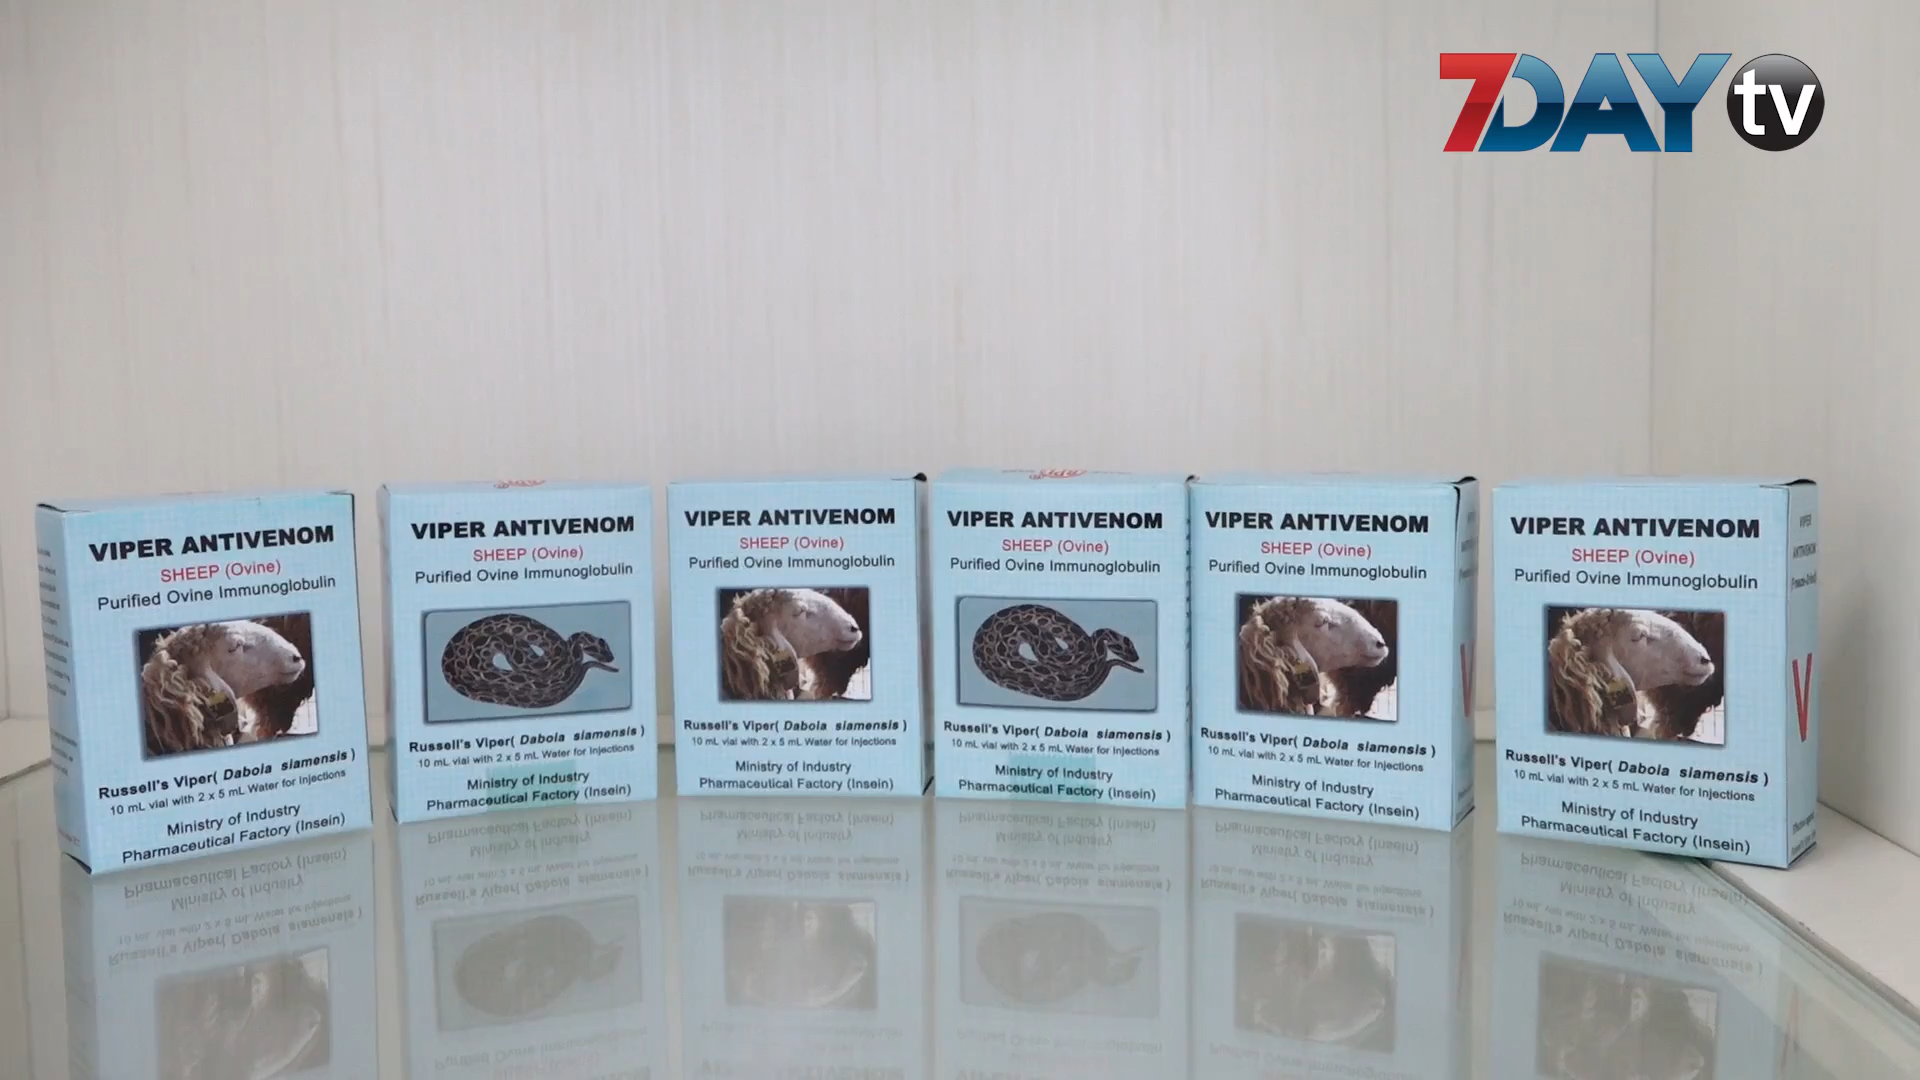 7DAY tv
VIPER ANTIVENOM
SHEEP (Ovine)
Purified Ovine Immunoglobulin
Russell's Viper( Daboia siamensis )
10 mL vial with 2 x 5 mL Water for Injections
Ministry of Industry
Pharmaceutical Factory (Insein)
VIPER ANTIVENOM
SHEEP (Ovine)
Purified Ovine Immunoglobulin
Russell's Viper( Daboia siamensis )
10 mL vial with 2 x 5 mL Water for Injections
Ministry of Industry
Pharmaceutical Factory (Insein)
VIPER ANTIVENOM
SHEEP (Ovine)
Purified Ovine Immunoglobulin
Russell's Viper( Daboia siamensis )
10 mL vial with 2 x 5 mL Water for Injections
Ministry of Industry
Pharmaceutical Factory (Insein)
VIPER ANTIVENOM
SHEEP (Ovine)
Purified Ovine Immunoglobulin
Russell's Viper( Daboia siamensis )
10 mL vial with 2 x 5 mL Water for Injections
Ministry of Industry
Pharmaceutical Factory (Insein)
VIPER ANTIVENOM
SHEEP (Ovine)
Purified Ovine Immunoglobulin
Russell's Viper( Daboia siamensis )
10 mL vial with 2 x 5 mL Water for Injections
Ministry of Industry
Pharmaceutical Factory (Insein)
VIPER ANTIVENOM
SHEEP (Ovine)
Purified Ovine Immunoglobulin
Russell's Viper( Daboia siamensis )
10 mL vial with 2 x 5 mL Water for Injections
Ministry of Industry
Pharmaceutical Factory (Insein)
VIPER
ANTIVENOM
V